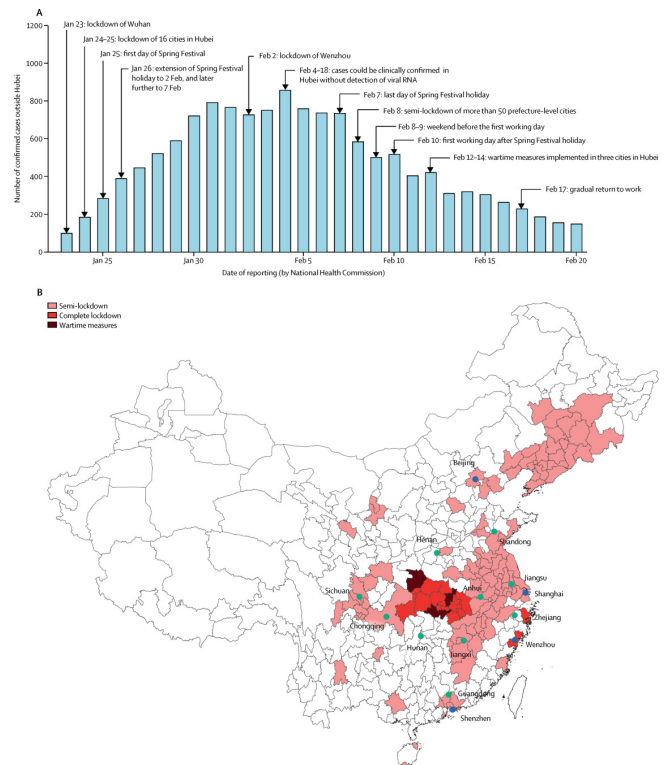 A
Jan 23: lockdown of Wuhan
Jan 24–25: lockdown of 16 cities in Hubei
Jan 25: first day of Spring Festival
Jan 26: extension of Spring Festival
holiday to 2 Feb, and later
further to 7 Feb
Feb 2: lockdown of Wenzhou
Feb 4–18: cases could be clinically confirmed in
Hubei without detection of viral RNA
Feb 7: last day of Spring Festival holiday
Feb 8: semi-lockdown of more than 50 prefecture-level cities
Feb 8–9: weekend before the first working day
Feb 10: first working day after Spring Festival holiday
Feb 12–14: wartime measures implemented in three cities in Hubei
Feb 17: gradual return to work
Number of confirmed cases outside Hubei
1200
1000
800
600
400
200
0
Jan 25
Jan 30
Feb 5
Feb 10
Feb 15
Feb 20
Date of reporting (by National Health Commission)
B
Semi-lockdown
Complete lockdown
Wartime measures
Beijing
Henan
Shandong
Jiangsu
Shanghai
Anhui
Sichuan
Zhejiang
Chongqing
Wenzhou
Hunan
Jiangxi
Guangdong
Shenzhen